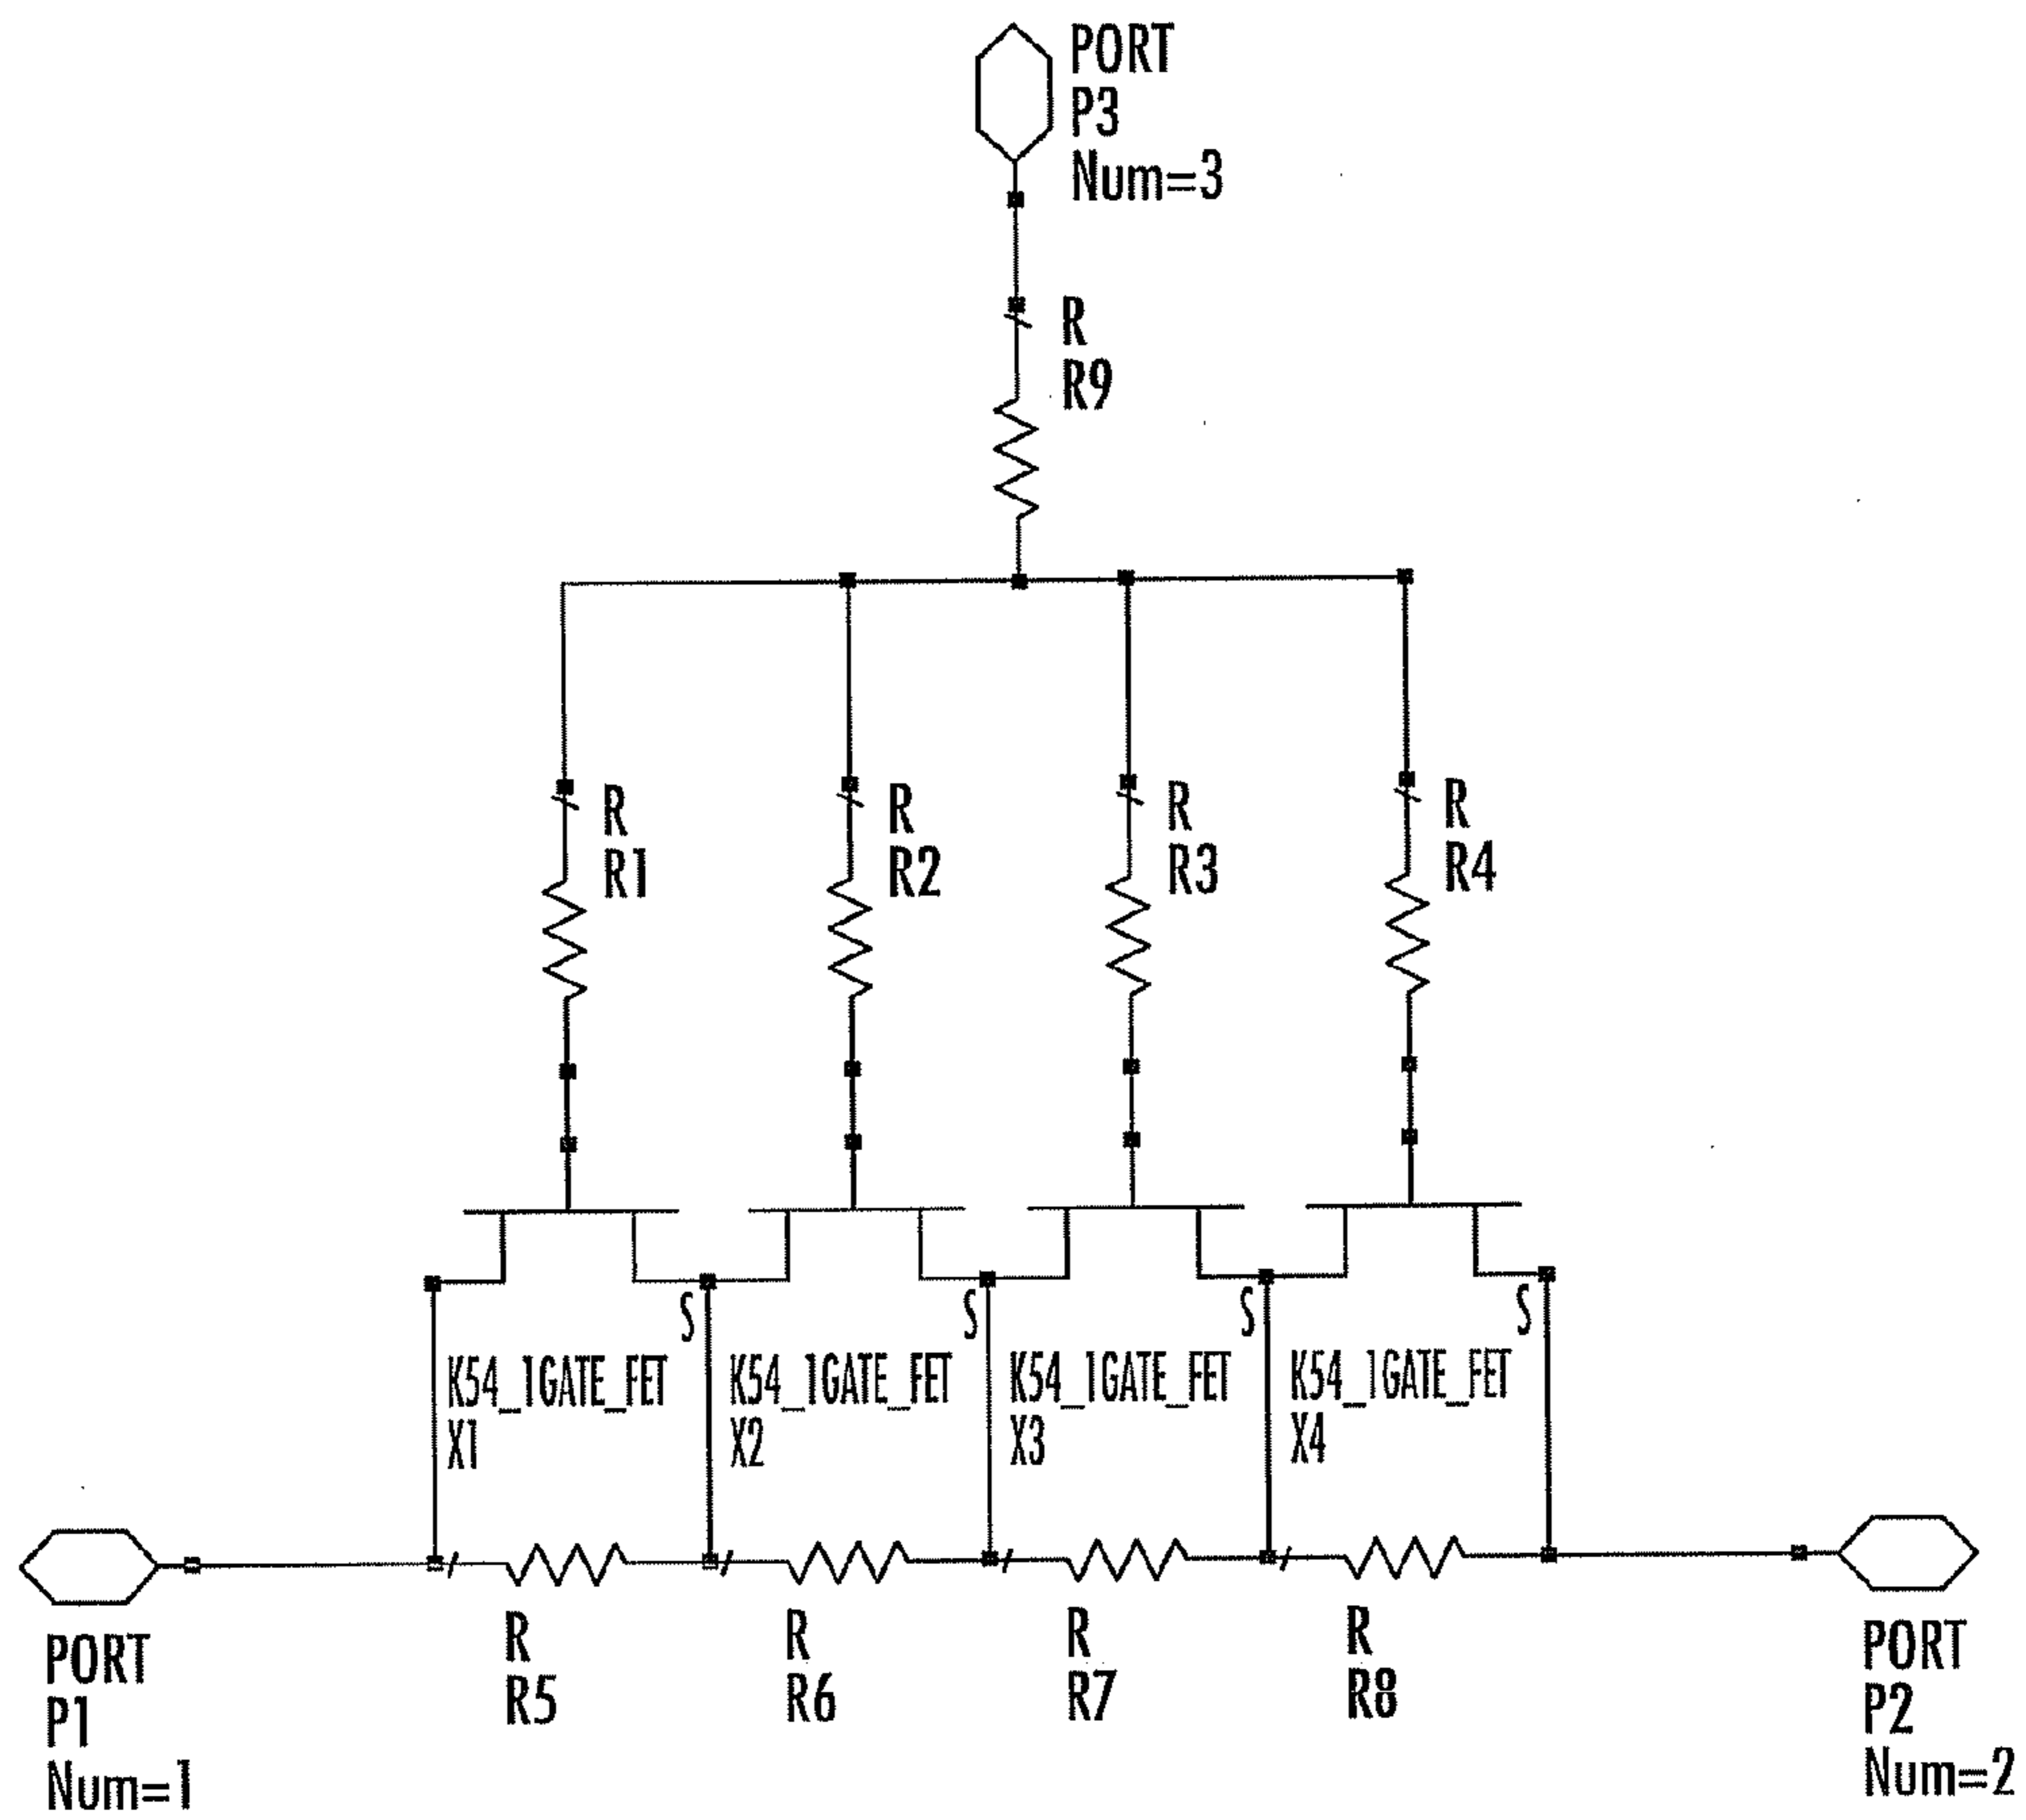 PORT
P3
Num=3
R
R9
R
R1
R
R2
R
R3
R
R4
S
S
S
S
K54_1GATE_FET
X1
K54_1GATE_FET
X2
K54_1GATE_FET
X3
K54_1GATE_FET
X4
PORT
P1
Num=1
R
R5
R
R6
R
R7
R
R8
PORT
P2
Num=2